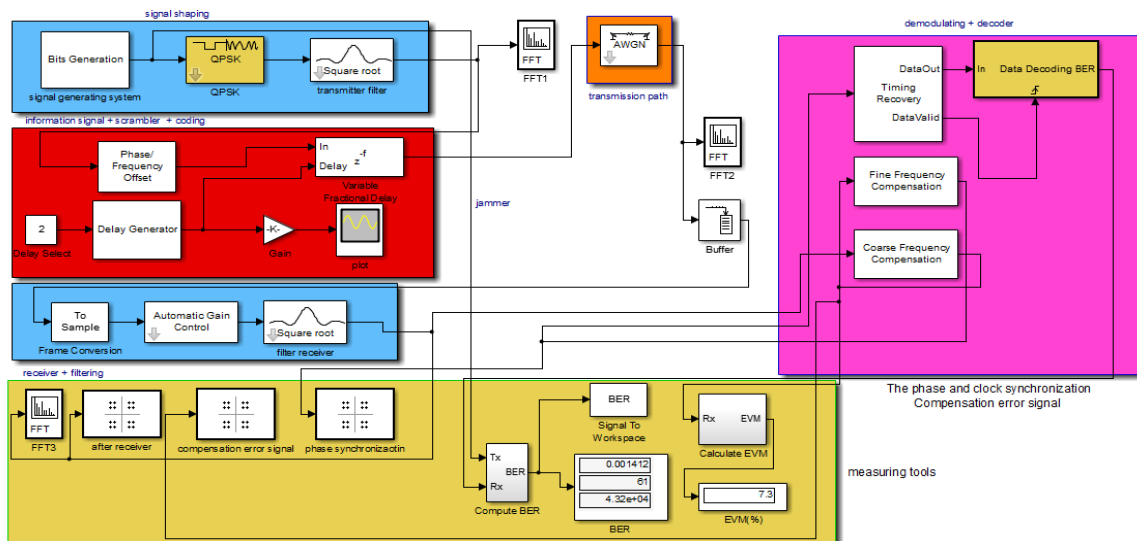 signal shaping
Bits Generation
signal generating system
QPSK
QPSK
Square root
transmitter filter
FFT
FFT1
AWGN
transmission path
demodulating + decoder
DataOut
Timing
Recovery
DataValid
In
Data Decoding BER
information signal + scrambler + coding
Phase/
Frequency
Offset
In
Delay
z
-f
Variable
Fractional Delay
jammer
2
Delay Select
Delay Generator
-K-
Gain
plot
FFT
FFT2
Buffer
Fine Frequency
Compensation
Coarse Frequency
Compensation
To
Sample
Frame Conversion
Automatic Gain
Control
Square root
filter receiver
receiver + filtering
The phase and clock synchronization
Compensation error signal
FFT
FFT3
after receiver
compensation error signal
phase synchronizaotin
Tx
Rx
BER
Compute BER
BER
Signal To
Workspace
0.001412
61
4.32e+04
BER
Rx
EVM
Calculate EVM
7.3
EVM(%)
measuring tools